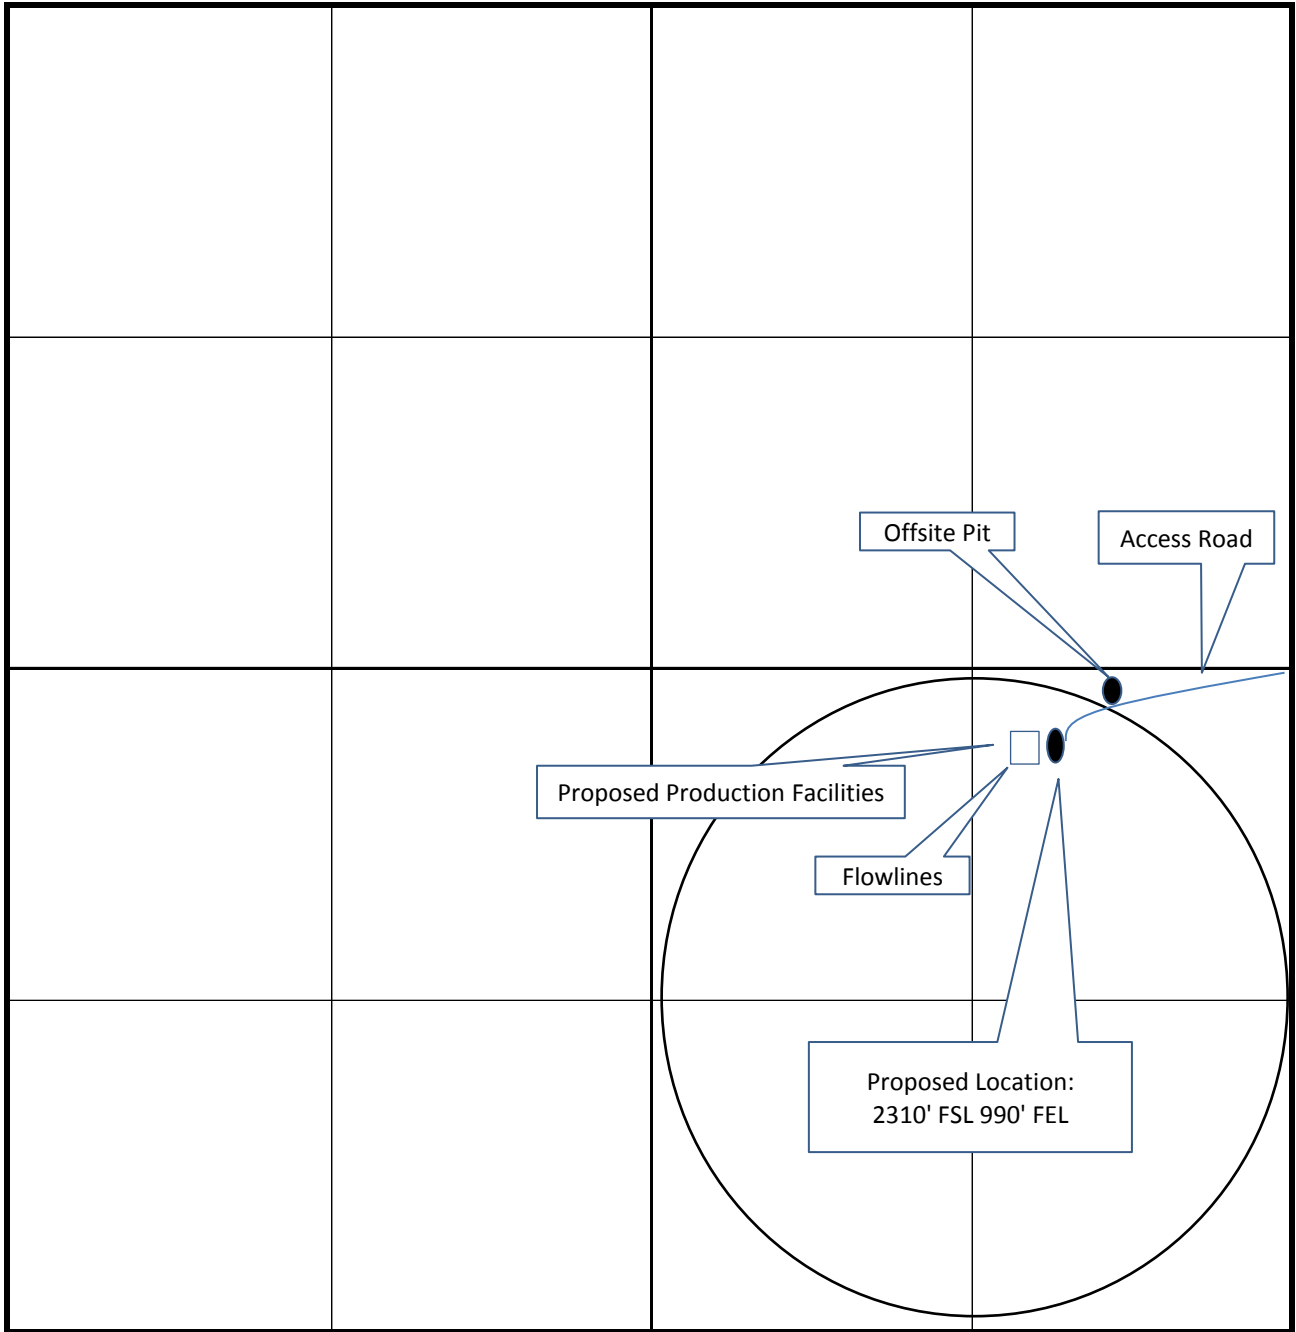 Offsite Pit
Access Road
Proposed Production Facilities
Flowlines
Proposed Location:
2310' FSL 990' FEL